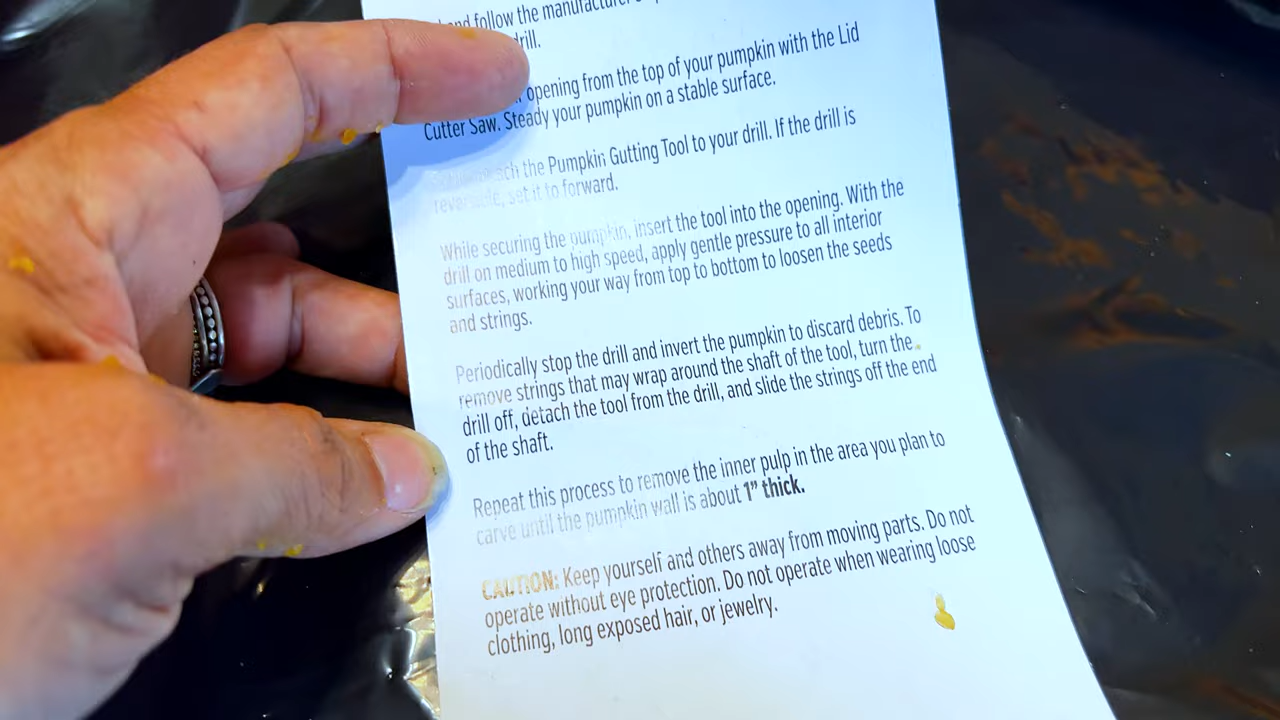 and follow the manufacturer's
drill.
opening from the top of your pumpkin with the Lid
Cutter Saw. Steady your pumpkin on a stable surface.
the Pumpkin Gutting Tool to your drill. If the drill is
reversible, set it to forward.
While securing the pumpkin, insert the tool into the opening. With the
drill on medium to high speed, apply gentle pressure to all interior
surfaces, working your way from top to bottom to loosen the seeds
and strings.
Periodically stop the drill and invert the pumpkin to discard debris. To
remove strings that may wrap around the shaft of the tool, turn the
drill off, detach the tool from the drill, and slide the strings off the end
of the shaft.
Repeat this process to remove the inner pulp in the area you plan to
carve until the pumpkin wall is about 1” thick.
CAUTION: Keep yourself and others away from moving parts. Do not
operate without eye protection. Do not operate when wearing loose
clothing, long exposed hair, or jewelry.